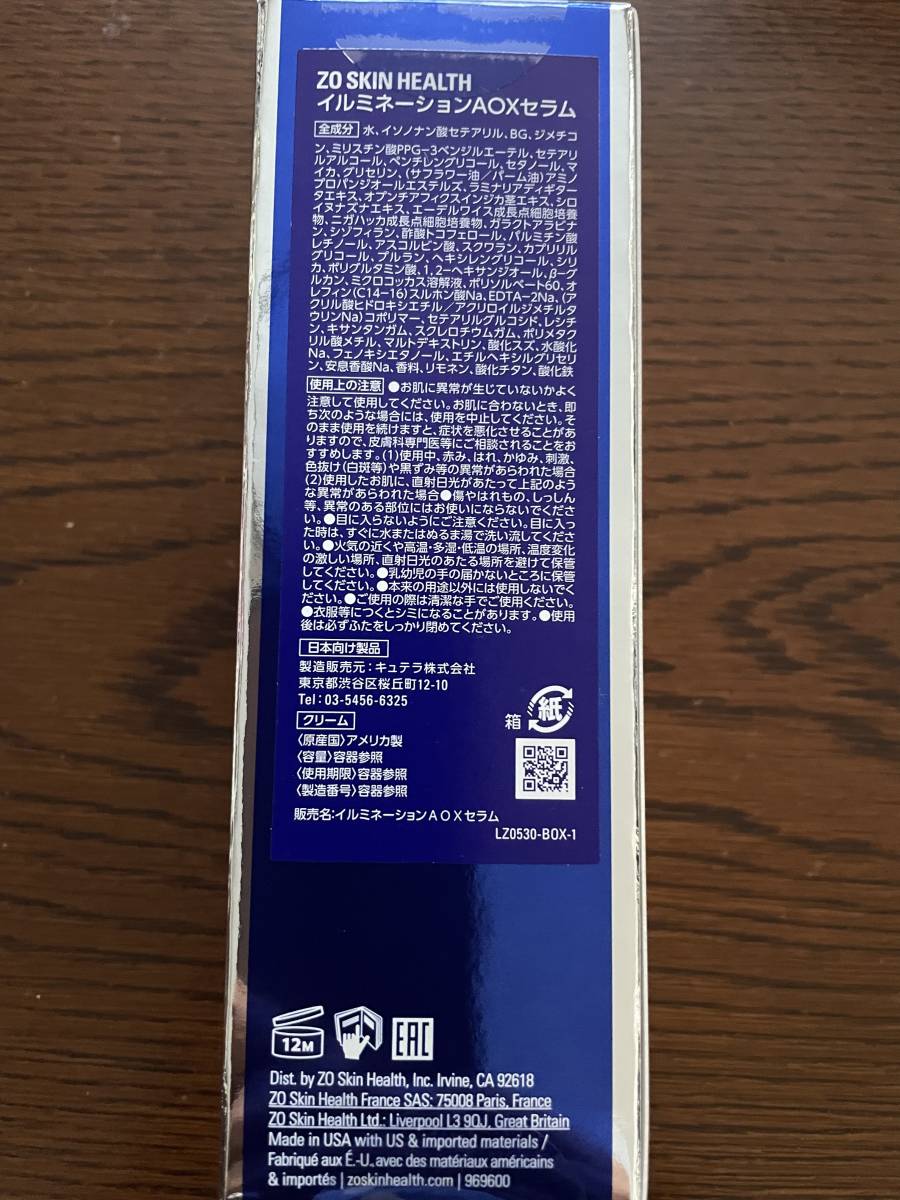 ZO SKIN HEALTH
イルミネーションAOXセラム
全成分 水、イソノナン酸セテアリル、BG、ジメチコ
ン、ミリスチン酸PPG-3ベンジルエーテル、セテアリ
ルアルコール、ペンチレングリコール、セタノール、マ
イカ、グリセリン、(サフラワー油/パーム油)アミノ
プロパンジオールエステルズ、ラミナリアディギター
タエキス、オプンチアフィクスインジカ茎エキス、シロ
イヌナズナエキス、エーデルワイス成長点細胞培養
物、ニガハッカ成長点細胞培養物、ガラクトアラビナ
ン、シゾフィラン、酢酸トコフェロール、パルミチン酸
レチノール、アスコルビン酸、スクワラン、カプリリル
グリコール、プルラン、ヘキシレングリコール、シリ
カ、ポリグルタミン酸、1,2-ヘキサンジオール、β-グ
ルカン、ミクロコッカス溶解液、ポリソルベート60、オ
レフィン(C14-16)スルホン酸Na、EDTA-2Na、(ア
クリル酸ヒドロキシエチル/アクリロイルジメチルタ
ウリンNa)コポリマー、セテアリルグルコシド、レシチ
ン、キサンタンガム、スクレロチウムガム、ポリメタク
リル酸メチル、マルトデキストリン、酸化スズ、水酸化
Na、フェノキシエタノール、エチルヘキシルグリセリ
ン、安息香酸Na、香料、リモネン、酸化チタン、酸化鉄
使用上の注意 ●お肌に異常が生じていないかよく
注意して使用してください。お肌に合わないとき、即
ち次のような場合には、使用を中止してください。そ
のまま使用を続けますと、症状を悪化させることがあ
りますので、皮膚科専門医等にご相談されることをお
すすめします。(1)使用中、赤み、はれ、かゆみ、刺激、
色抜け(白斑等)や黒ずみ等の異常があらわれた場合
(2)使用したお肌に、直射日光があたって上記のよう
な異常があらわれた場合●傷やはれもの、しっしん
等、異常のある部位にはお使いにならないでくださ
い。●目に入らないようにご注意ください。目に入っ
た時は、すぐに水またはぬるま湯で洗い流してくださ
い。●火気の近くや高温・多湿・低温の場所、温度変化
の激しい場所、直射日光のあたる場所を避けて保管
してください。●乳幼児の手の届かないところに保管
してください。●本来の用途以外には使用しないでく
ださい。●ご使用の際は清潔な手でご使用ください。
●衣服等につくとシミになることがあります。●使用
後は必ずふたをしっかり閉めてください。
日本向け製品
製造販売元:キュテラ株式会社
東京都渋谷区桜丘町12-10
Tel:03-5456-6325
クリーム
箱 紙
〈原産国〉アメリカ製
〈容量〉容器参照
〈使用期限〉容器参照
〈製造番号〉容器参照
販売名:イルミネーションAOXセラム
LZ0530-BOX-1
12M EAC
Dist. by ZO Skin Health, Inc. Irvine, CA 92618
ZO Skin Health France SAS; 75008 Paris, France
ZO Skin Health Ltd.; Liverpool L3 9QJ, Great Britain
Made in USA with US & imported materials /
Fabriqué aux É.-U. avec des matériaux américains
& importés | zoskinhealth.com | 969600